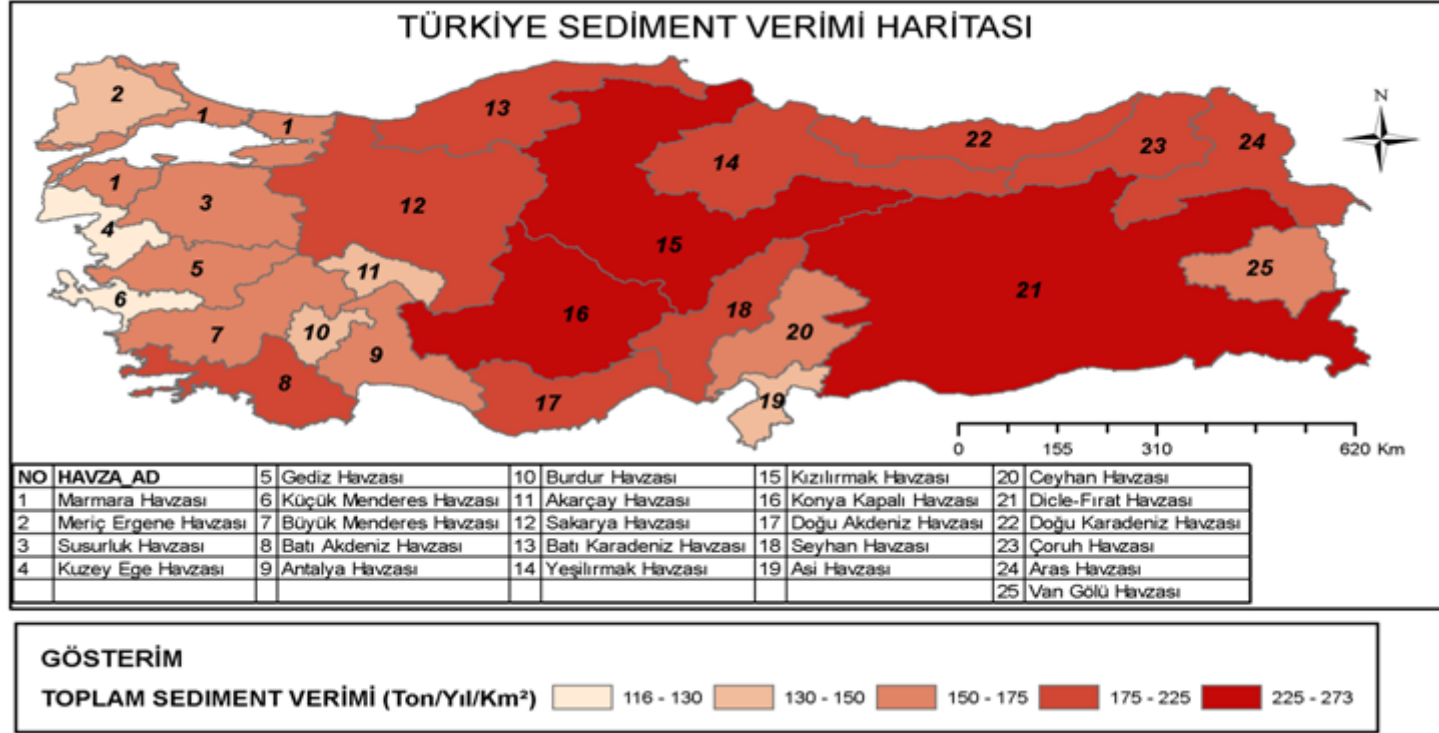 TÜRKİYE SEDİMENT VERİMİ HARİTASI
N
2
1
1
13
22
23
24
14
1
3
12
4
15
5
11
25
6
21
16
18
7
10
20
9
8
17
19
0 155 310 620 Km
NO HAVZA_AD 5 Gediz Havzası 10 Burdur Havzası 15 Kızılırmak Havzası 20 Ceyhan Havzası
1 Marmara Havzası 6 Küçük Menderes Havzası 11 Akarçay Havzası 16 Konya Kapalı Havzası 21 Dicle-Fırat Havzası
2 Meriç Ergene Havzası 7 Büyük Menderes Havzası 12 Sakarya Havzası 17 Doğu Akdeniz Havzası 22 Doğu Karadeniz Havzası
3 Susurluk Havzası 8 Batı Akdeniz Havzası 13 Batı Karadeniz Havzası 18 Seyhan Havzası 23 Çoruh Havzası
4 Kuzey Ege Havzası 9 Antalya Havzası 14 Yeşilırmak Havzası 19 Asi Havzası 24 Aras Havzası
25 Van Gölü Havzası
GÖSTERİM
TOPLAM SEDIMENT VERİMİ (Ton/Yıl/Km²) 116 - 130 130 - 150 150 - 175 175 - 225 225 - 273